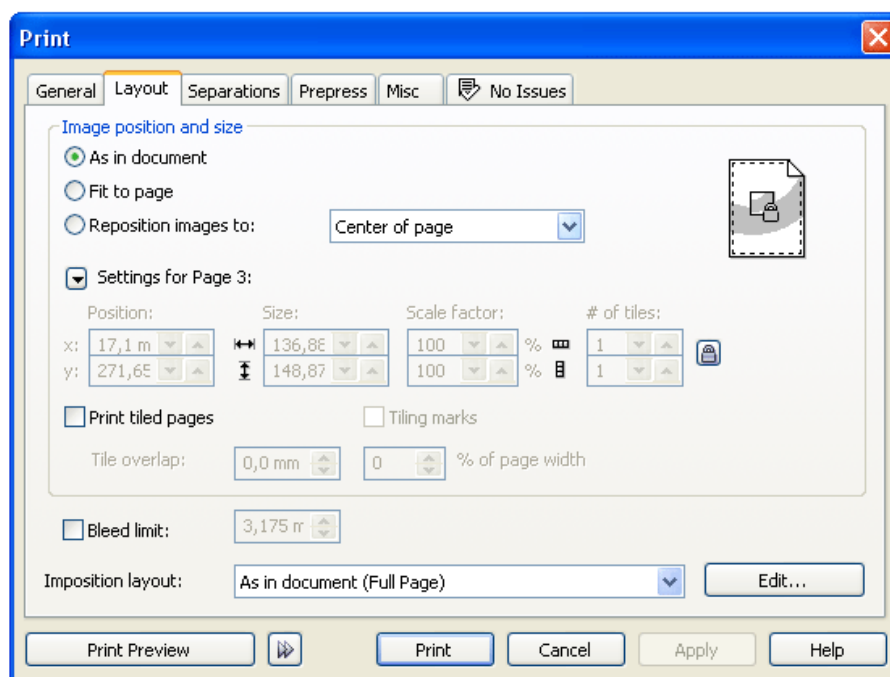 Print
General Layout Separations Prepress Misc No Issues
Image position and size
As in document
Fit to page
Reposition images to: Center of page
Settings for Page 3:
Position: Size: Scale factor: # of tiles:
x: 17,1 m 136,88 100 % 1
y: 271,65 148,87 100 % 1
Print tiled pages Tiling marks
Tile overlap: 0,0 mm 0 % of page width
Bleed limit: 3,175 m
Imposition layout: As in document (Full Page) Edit...
Print Preview Print Cancel Apply Help